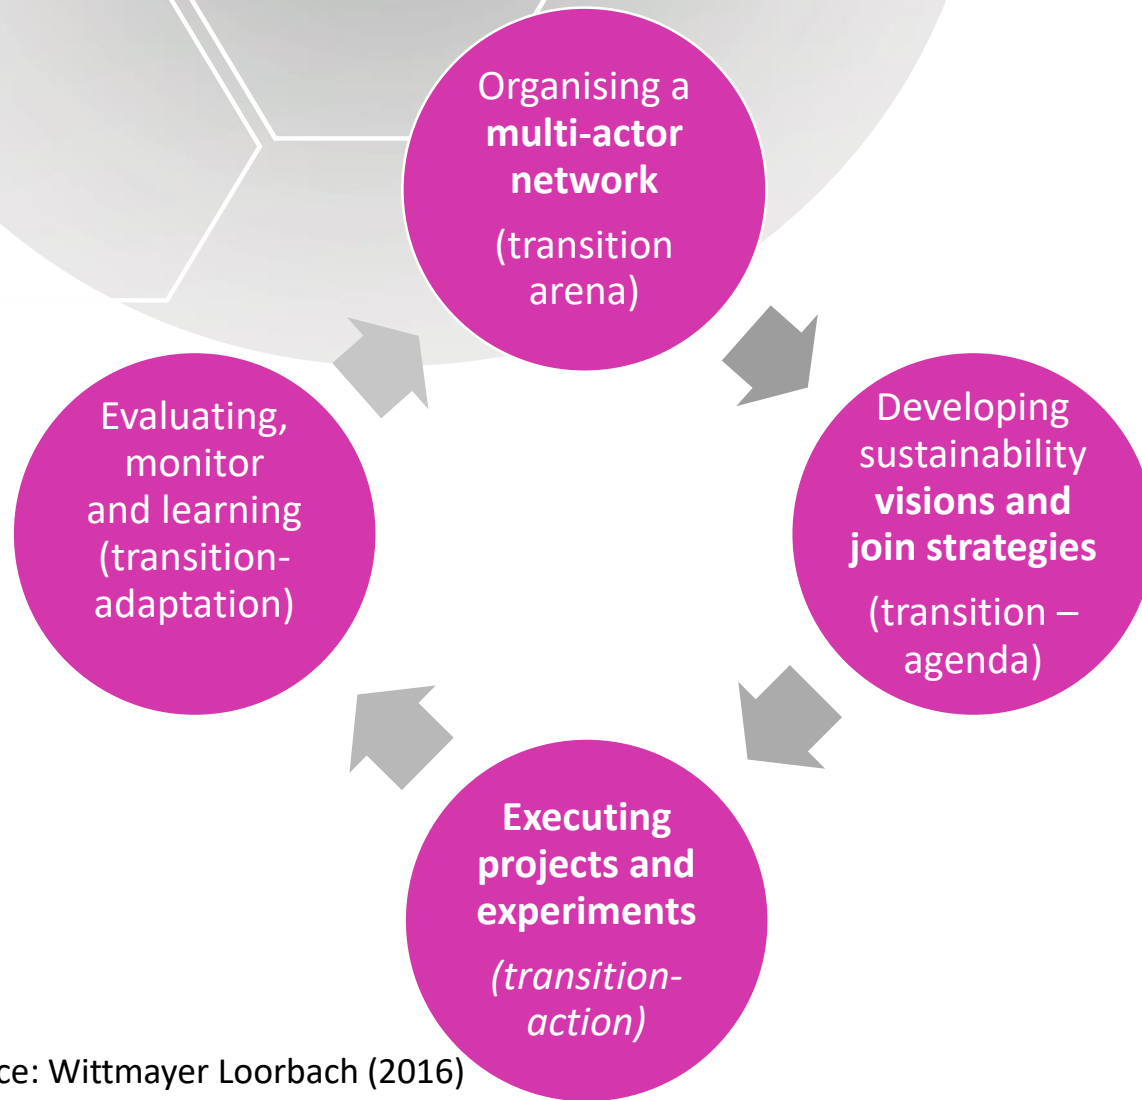 Organising a
multi-actor
network
(transition
arena)
Developing
sustainability
visions and
join strategies
(transition –
agenda)
Executing
projects and
experiments
(transition-
action)
Evaluating,
monitor
and learning
(transition-
adaptation)
ce: Wittmayer Loorbach (2016)